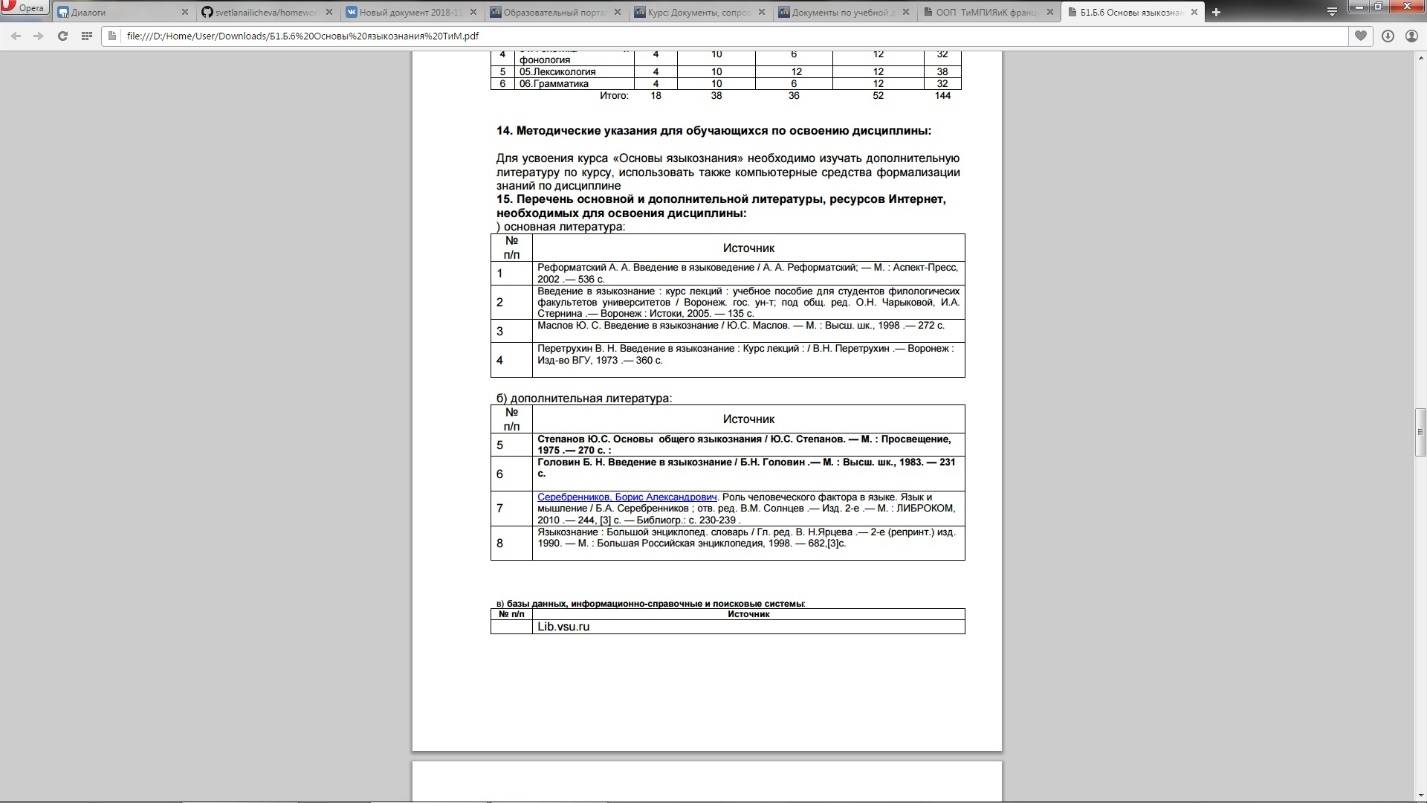 Opera
Диалоги
svetlanailicheva/homewor
Новый документ 2018-1
Образовательный порта
Курс: Документы, сопро
Документы по учебной д
ООП ТиМПИЯиК франц
Б1.Б.6 Основы языкозна
file:///D:/Home/User/Downloads/Б1.Б.6%20Основы%20языкознания%20ТиМ.pdf
4 фонология 4 10 6 12 32
5 05.Лексикология 4 10 12 12 38
6 06.Грамматика 4 10 6 12 32
Итого: 18 38 36 52 144
14. Методические указания для обучающихся по освоению дисциплины:
Для усвоения курса «Основы языкознания» необходимо изучать дополнительную
литературу по курсу, использовать также компьютерные средства формализации
знаний по дисциплине
15. Перечень основной и дополнительной литературы, ресурсов Интернет,
необходимых для освоения дисциплины:
) основная литература:
№ п/п Источник
1 Реформатский А. А. Введение в языковедение / А. А. Реформатский; — М. : Аспект-Пресс,
2002 .— 536 с.
2 Введение в языкознание : курс лекций : учебное пособие для студентов филологичесих
факультетов университетов / Воронеж. гос. ун-т; под общ. ред. О.Н. Чарыковой, И.А.
Стернина .— Воронеж : Истоки, 2005. — 135 с.
3 Маслов Ю. С. Введение в языкознание / Ю.С. Маслов. — М. : Высш. шк., 1998 .— 272 с.
4 Перетрухин В. Н. Введение в языкознание : Курс лекций : / В.Н. Перетрухин .— Воронеж :
Изд-во ВГУ, 1973 .— 360 с.
б) дополнительная литература:
№ п/п Источник
5 Степанов Ю.С. Основы общего языкознания / Ю.С. Степанов. — М. : Просвещение,
1975 .— 270 с. :
6 Головин Б. Н. Введение в языкознание / Б.Н. Головин .— М. : Высш. шк., 1983. — 231
с.
7 Серебренников, Борис Александрович. Роль человеческого фактора в языке. Язык и
мышление / Б.А. Серебренников ; отв. ред. В.М. Солнцев .— Изд. 2-е .— М. : ЛИБРОКОМ,
2010 .— 244, [3] с. — Библиогр.: с. 230-239 .
8 Языкознание : Большой энциклопед. словарь / Гл. ред. В. Н.Ярцева .— 2-е (репринт.) изд.
1990. — М. : Большая Российская энциклопедия, 1998. — 682,[3]с.
в) базы данных, информационно-справочные и поисковые системы:
№ п/п Источник
Lib.vsu.ru